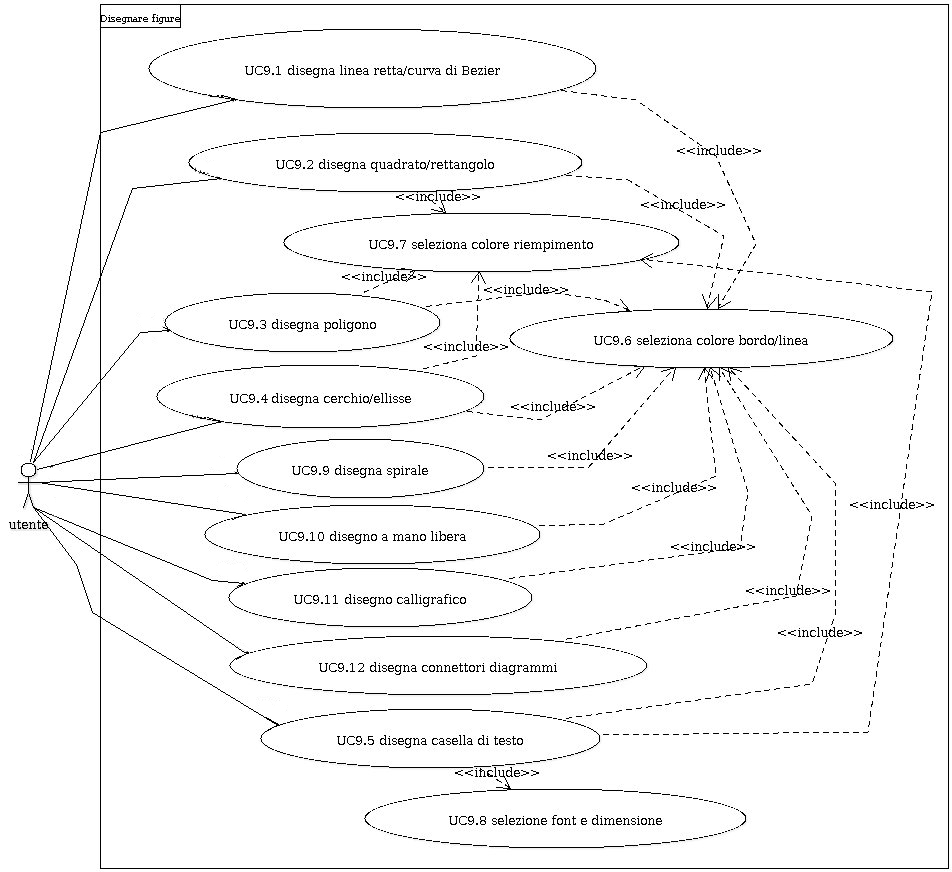 Disegnare figure
UC9.1 disegna linea retta/curva di Bezier
<<include>>
UC9.2 disegna quadrato/rettangolo
<<include>>
<<include>>
UC9.7 seleziona colore riempimento
<<include>>
<<include>>
UC9.3 disegna poligono
UC9.6 seleziona colore bordo/linea
<<include>>
UC9.4 disegna cerchio/ellisse
<<include>>
<<include>>
UC9.9 disegna spirale
<<include>>
<<include>>
utente
UC9.10 disegno a mano libera
<<include>>
<<include>>
UC9.11 disegno calligrafico
<<include>>
UC9.12 disegna connettori diagrammi
UC9.5 disegna casella di testo
<<include>>
UC9.8 selezione font e dimensione